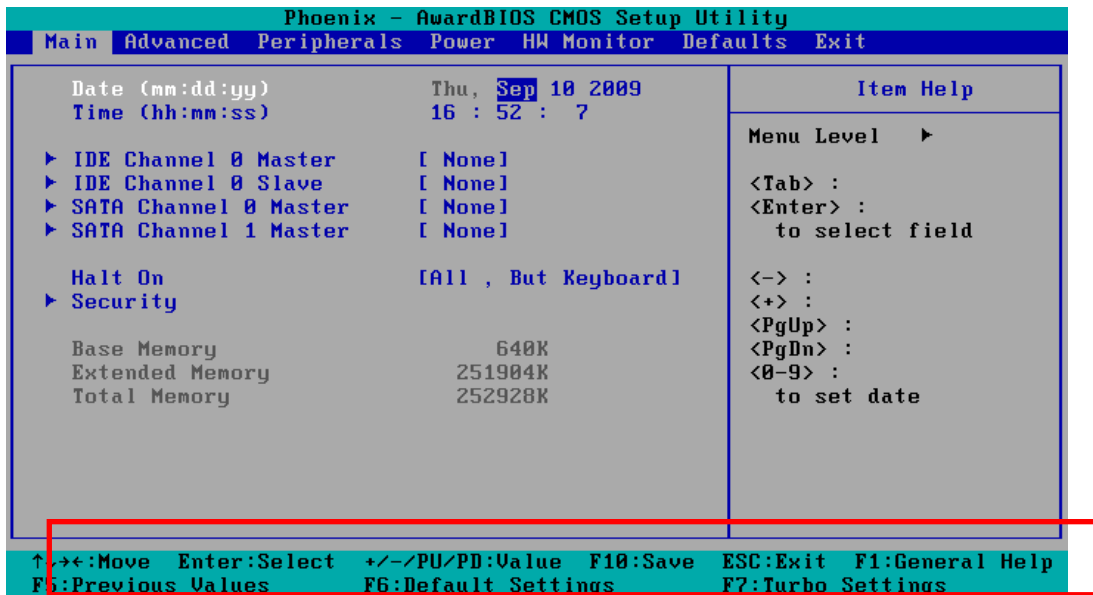 Phoenix - AwardBIOS CMOS Setup Utility
Main Advanced Peripherals Power HW Monitor Defaults Exit
Date (mm:dd:yy) Thu, Sep 10 2009
Time (hh:mm:ss) 16 : 52 : 7
► IDE Channel 0 Master [ None]
► IDE Channel 0 Slave [ None]
► SATA Channel 0 Master [ None]
► SATA Channel 1 Master [ None]
Halt On [All , But Keyboard]
► Security
Base Memory 640K
Extended Memory 251904K
Total Memory 252928K
Item Help
Menu Level ►
<Tab> :
<Enter> :
to select field
<-> :
<+> :
<PgUp> :
<PgDn> :
<0-9> :
to set date
↑↓→←:Move Enter:Select +/-/PU/PD:Value F10:Save ESC:Exit F1:General Help
F5:Previous Values F6:Default Settings F7:Turbo Settings